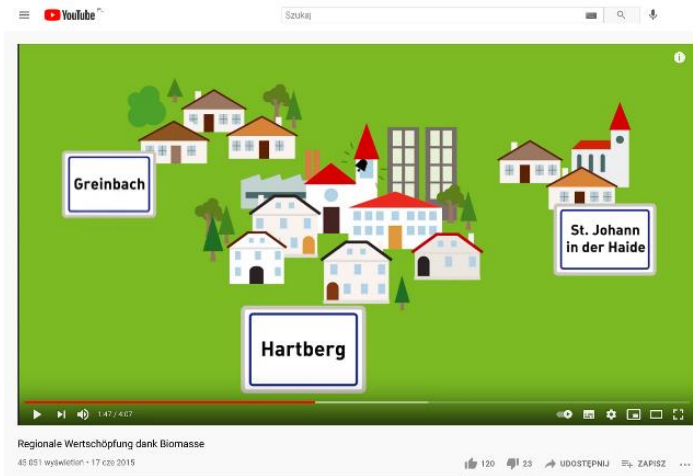 YouTube PL
Szukaj
Greinbach
St. Johann
in der Haide
Hartberg
1:47 / 4:07
Regionale Wertschöpfung dank Biomasse
45 051 wyświetleń • 17 cze 2015
120
23
UDOSTĘPNIJ
ZAPISZ